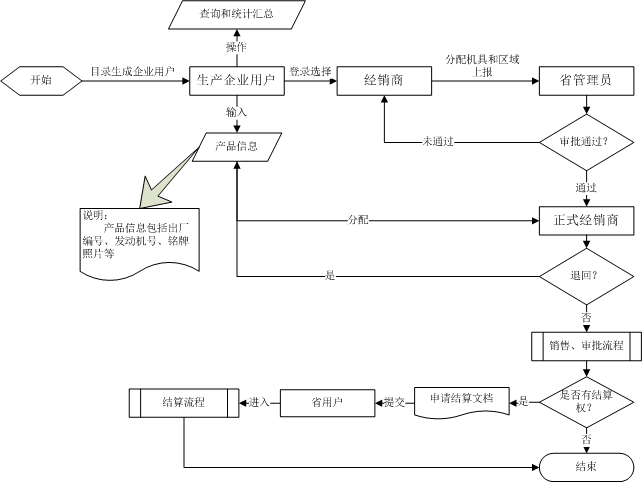 查询和统计汇总
操作
开始
目录生成企业用户
生产企业用户
登录选择
经销商
分配机具和区域
上报
省管理员
输入
产品信息
未通过
审批通过？
通过
说明：
产品信息包括出厂
编号、发动机号、铭牌
照片等
分配
正式经销商
是
退回？
否
销售、审批流程
结算流程
进入
省用户
提交
申请结算文档
是
是否有结算
权？
否
结束